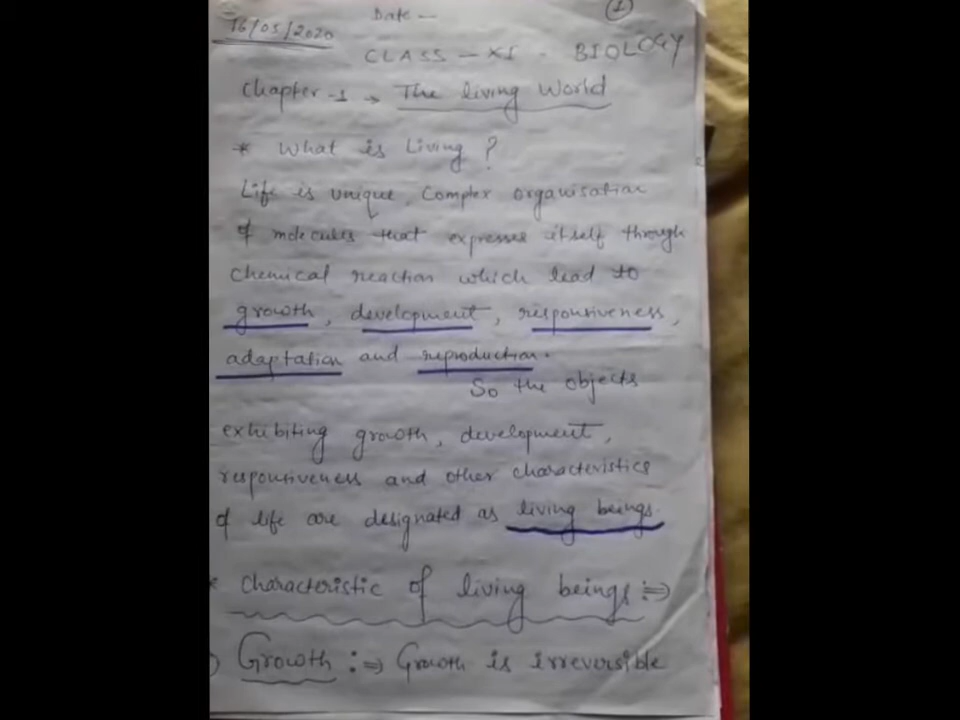 Date —
①
16/05/2020
CLASS - XI - BIOLOGY
Chapter-1 → The living World
* What is Living ?
Life is unique, Complex organisation
of molecules that expresses itself through
chemical reaction which lead to
growth, development, responsiveness,
adaptation and reproduction.
So the objects
exhibiting growth, development,
responsiveness and other characteristics
of life are designated as living beings.
* characteristic of living beings :⇒
Growth :⇒ Growth is irreversible